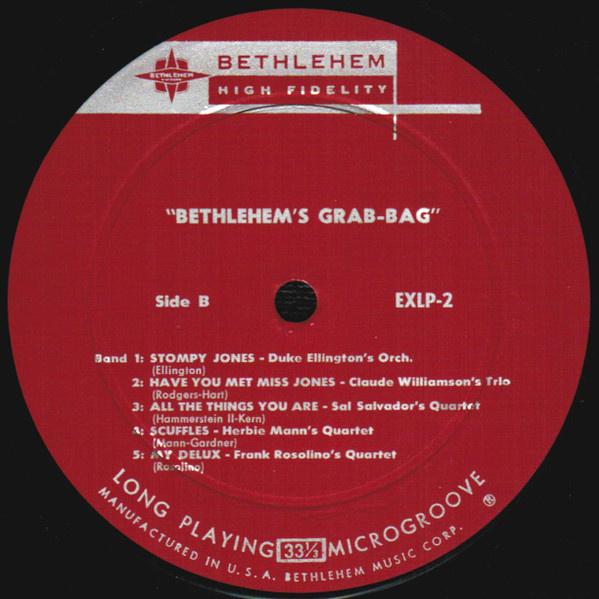 BETHLEHEM
BETHLEHEM
HIGH FIDELITY
"BETHLEHEM'S GRAB-BAG"
Side B
EXLP-2
Band 1: STOMPY JONES - Duke Ellington's Orch.
(Ellington)
2: HAVE YOU MET MISS JONES - Claude Williamson's Trio
(Rodgers-Hart)
3: ALL THE THINGS YOU ARE - Sal Salvador's Quartet
(Hammerstein II-Kern)
4: SCUFFLES - Herbie Mann's Quartet
(Mann-Gardner)
5: MY DELUX - Frank Rosolino's Quartet
(Rosolino)
LONG PLAYING 33⅓ MICROGROOVE ®
MANUFACTURED IN U.S.A. BETHLEHEM MUSIC CORP.